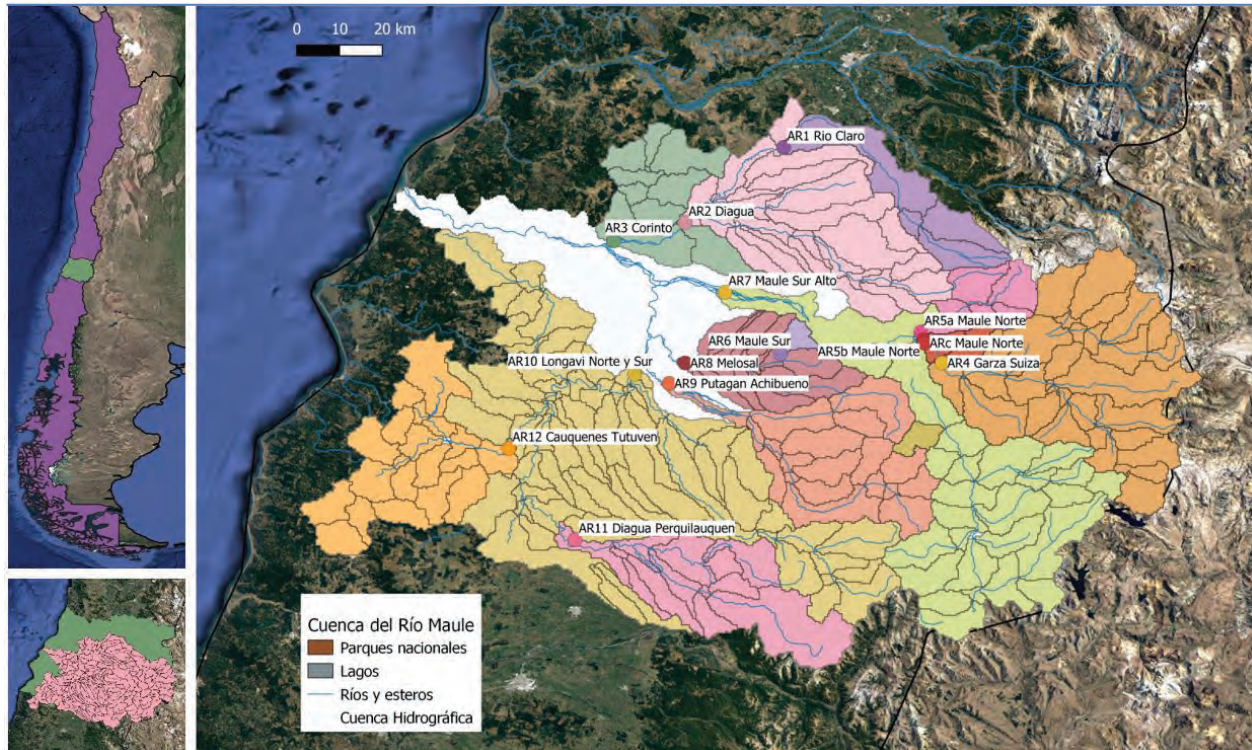 0 10 20 km
AR1 Rio Claro
AR2 Diagua
AR3 Corinto
AR7 Maule Sur Alto
AR5a Maule Norte
AR6 Maule Sur
ARc Maule Norte
AR5b Maule Norte
AR10 Longavi Norte y Sur
AR8 Melosal
AR4 Garza Suiza
AR9 Putagan Achibueno
AR12 Cauquenes Tutuven
AR11 Diagua Perquilauquen
Cuenca del Río Maule
Parques nacionales
Lagos
Ríos y esteros
Cuenca Hidrográfica